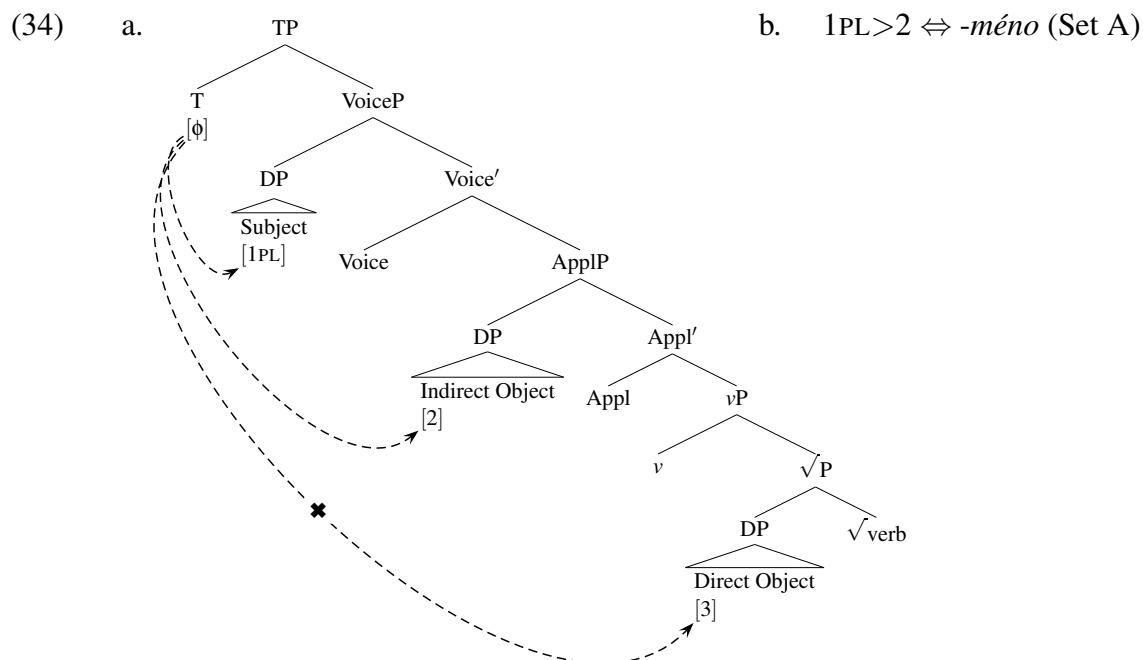 (34) a. TP b. 1PL>2 ⇔ -méno (Set A)
T VoiceP
[ϕ]
DP Voice′
Subject
[1PL] Voice ApplP
DP Appl′
Indirect Object Appl vP
[2]
v √P
DP √verb
Direct Object
[3]